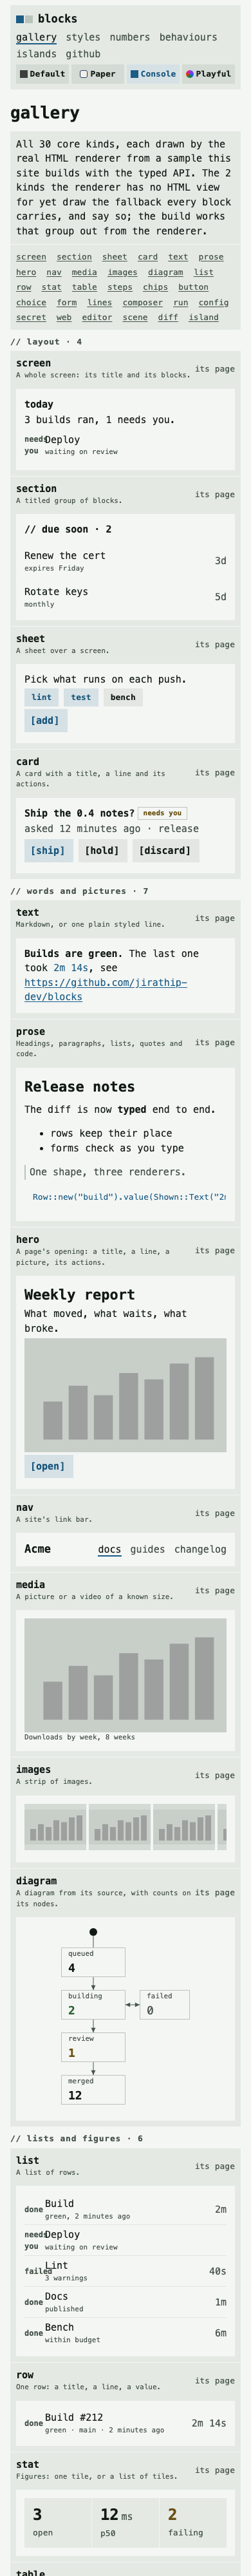 blocks
gallery styles numbers behaviours
islands github
Default Paper Console Playful
gallery
All 30 core kinds, each drawn by the
real HTML renderer from a sample this
site builds with the typed API. The 2
kinds the renderer has no HTML view
for yet draw the fallback every block
carries, and say so; the build works
that group out from the renderer.
screen section sheet card text prose
hero nav media images diagram list
row stat table steps chips button
choice form lines composer run config
secret web editor scene diff island
// layout · 4
screen
its page
A whole screen: its title and its blocks.
today
3 builds ran, 1 needs you.
needs you
Deploy
waiting on review
section
its page
A titled group of blocks.
// due soon · 2
Renew the cert
expires Friday
3d
Rotate keys
monthly
5d
sheet
its page
A sheet over a screen.
Pick what runs on each push.
lint test bench
[add]
card
its page
A card with a title, a line and its
actions.
Ship the 0.4 notes? needs you
asked 12 minutes ago · release
[ship] [hold] [discard]
// words and pictures · 7
text
its page
Markdown, or one plain styled line.
Builds are green. The last one
took 2m 14s, see
https://github.com/jirathip-
dev/blocks
prose
its page
Headings, paragraphs, lists, quotes and
code.
Release notes
The diff is now typed end to end.
• rows keep their place
• forms check as you type
One shape, three renderers.
Row::new("build").value(Shown::Text("2m
hero
its page
A page's opening: a title, a line, a
picture, its actions.
Weekly report
What moved, what waits, what
broke.
[open]
nav
its page
A site's link bar.
Acme docs guides changelog
media
its page
A picture or a video of a known size.
Downloads by week, 8 weeks
images
its page
A strip of images.
diagram
its page
A diagram from its source, with counts on
its nodes.
queued
4
building
2
failed
0
review
1
merged
12
// lists and figures · 6
list
its page
A list of rows.
done
Build
green, 2 minutes ago
2m
needs you
Deploy
waiting on review
failed
Lint
3 warnings
40s
done
Docs
published
1m
done
Bench
within budget
6m
row
its page
One row: a title, a line, a value.
done
Build #212
green · main · 2 minutes ago
2m 14s
stat
its page
Figures: one tile, or a list of tiles.
3
open
12 ms
p50
2
failing
table